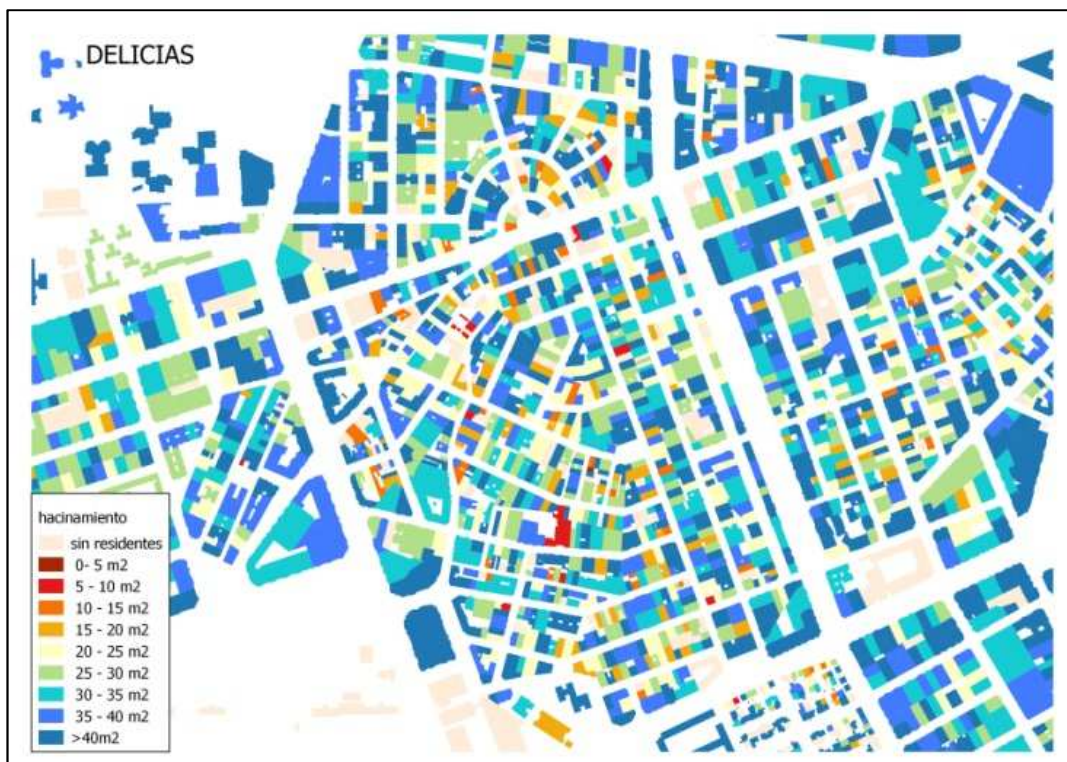 DELICIAS
hacinamiento
sin residentes
0- 5 m2
5 - 10 m2
10 - 15 m2
15 - 20 m2
20 - 25 m2
25 - 30 m2
30 - 35 m2
35 - 40 m2
>40m2